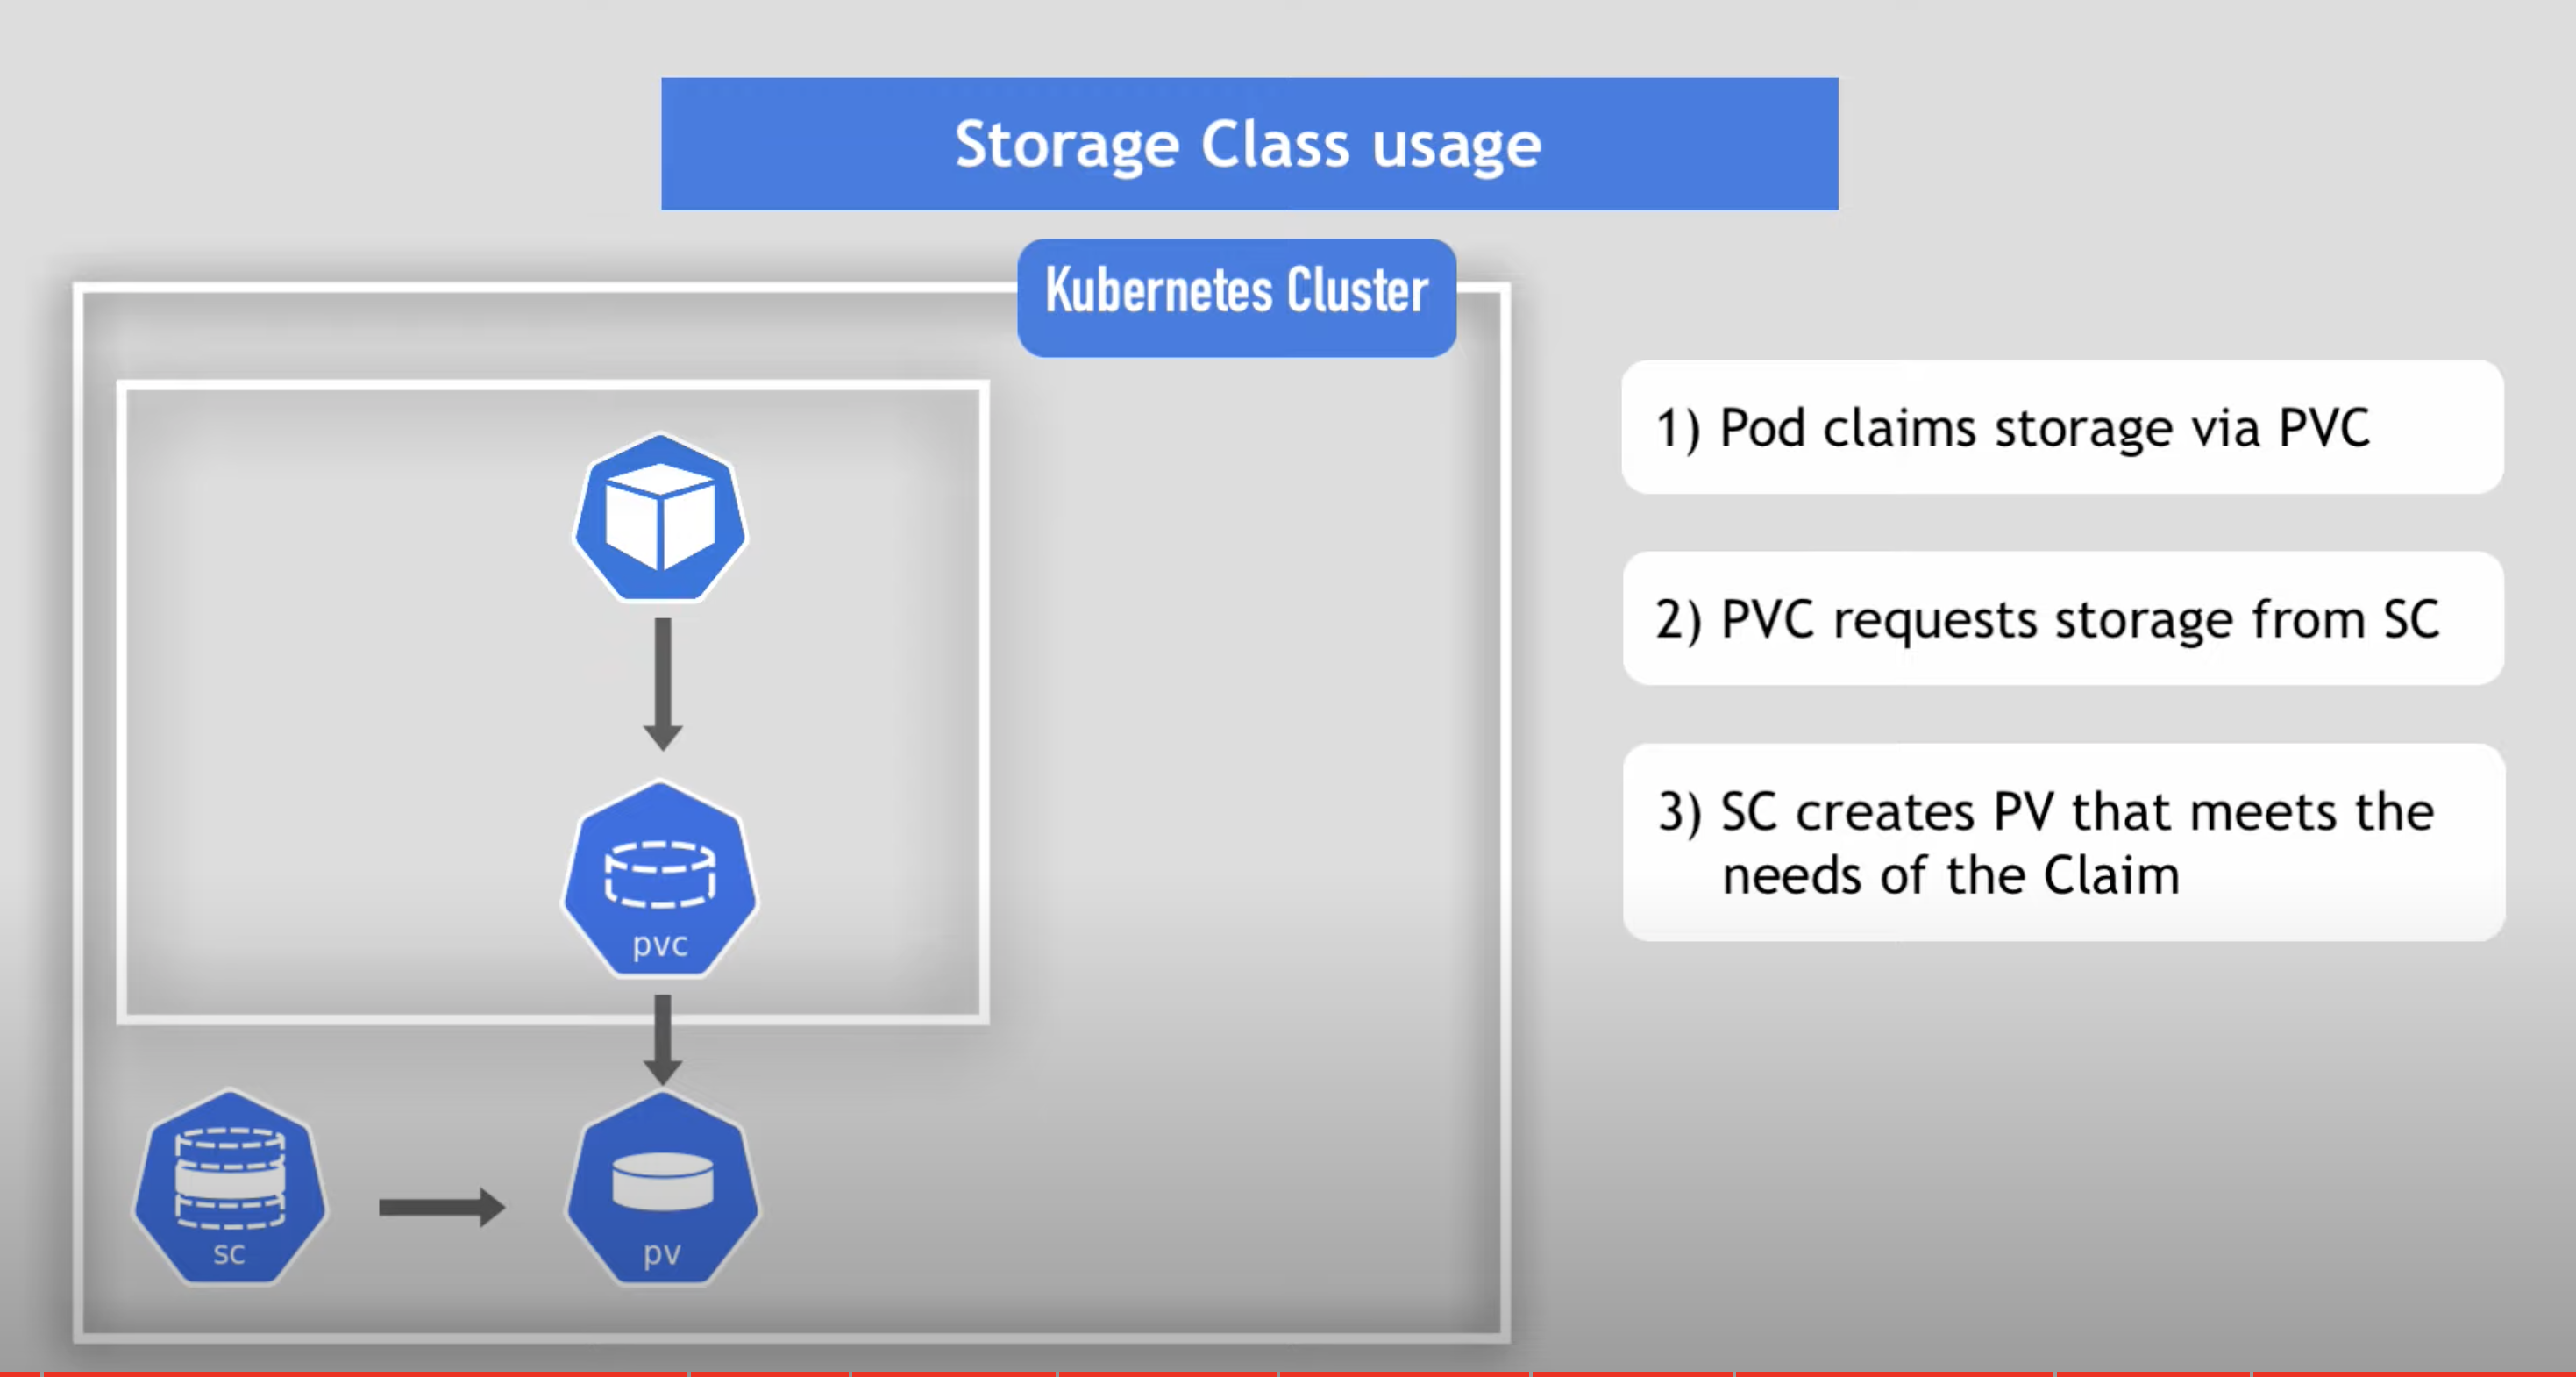 Storage Class usage
Kubernetes Cluster
1) Pod claims storage via PVC
2) PVC requests storage from SC
3) SC creates PV that meets the
needs of the Claim
pvc
sc
pv